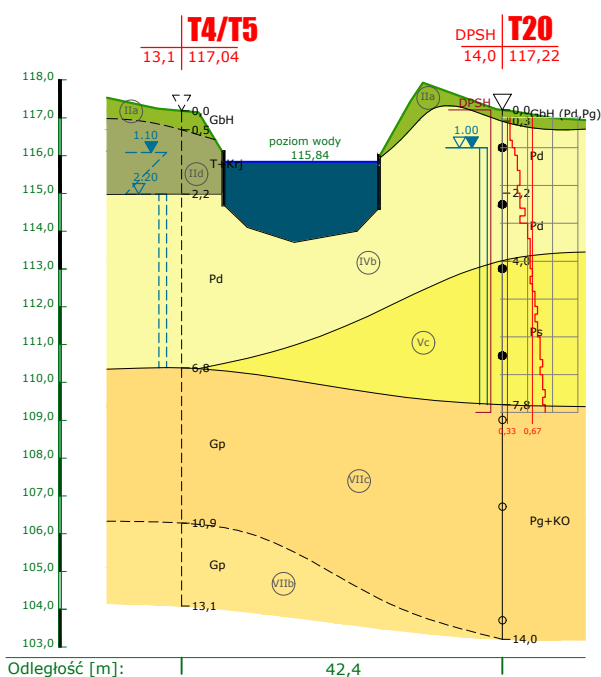 T4/T5
13,1 117,04
DPSH T20
14,0 117,22
118,0
117,0
116,0
115,0
114,0
113,0
112,0
111,0
110,0
109,0
108,0
107,0
106,0
105,0
104,0
103,0
IIa
0,0
GbH
0,5
1.10
T+Krj
IId
2.20
2,2
Pd
6,8
Gp
10,9
Gp
13,1
poziom wody
115,84
IVb
Vc
VIIc
VIIb
IIa
DPSH
0,0
GbH (Pd,Pg)
0,3
1.00
Pd
2,2
Pd
4,0
Ps
7,8
0,33 0,67
Pg+KO
14,0
Odległość [m]: 42,4